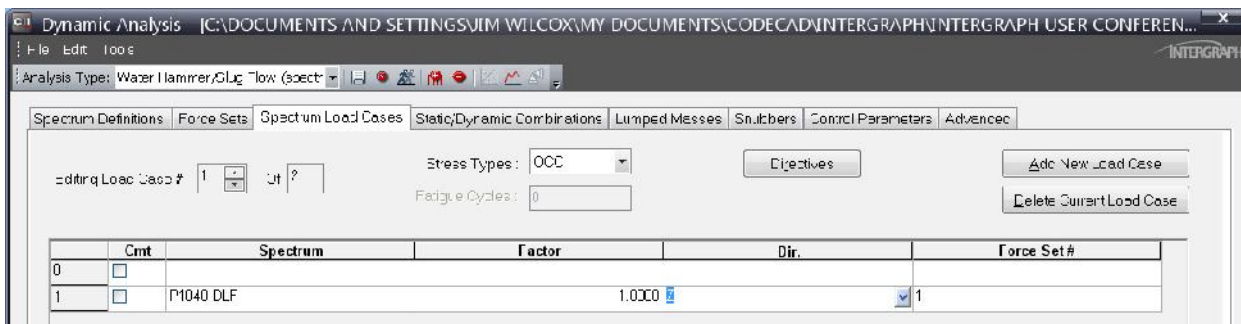 Dynamic Analysis - [C:\DOCUMENTS AND SETTINGS\JIM WILCOX\MY DOCUMENTS\CODECAD\INTERGRAPH\INTERGRAPH USER CONFEREN...
File Edit Tools
INTERGRAPH
Analysis Type: Water Hammer/Slug Flow (spectr
Spectrum Definitions Force Sets Spectrum Load Cases Static/Dynamic Combinations Lumped Masses Snubbers Control Parameters Advanced
Editing Load Case # 1 Of 2
Stress Types : OCC
Directives
Add New Load Case
Fatigue Cycles : 0
Delete Current Load Case
Cmt Spectrum Factor Dir. Force Set #
0
1 P1040 DLF 1.0000 Z 1